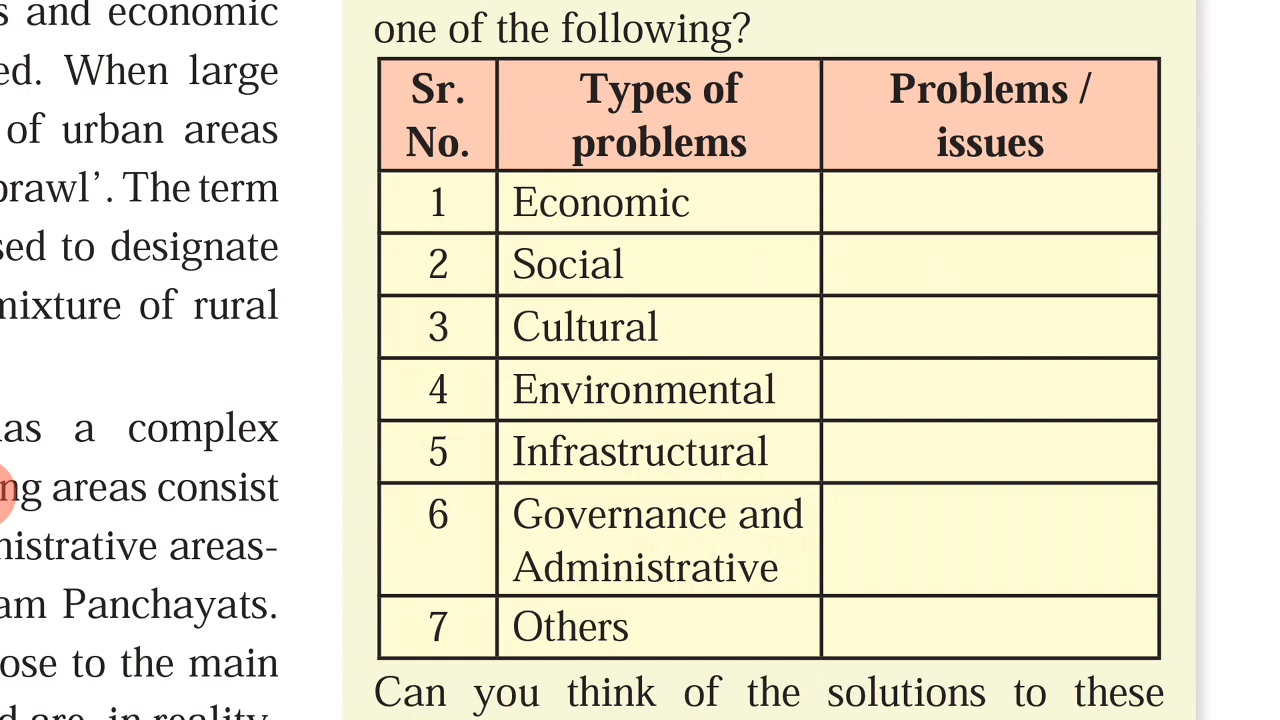 s and economic
ed. When large
of urban areas
prawl’. The term
sed to designate
mixture of rural
as a complex
ng areas consist
nistrative areas-
am Panchayats.
ose to the main
d are, in reality,
one of the following?
Sr. No. Types of problems Problems / issues
1 Economic
2 Social
3 Cultural
4 Environmental
5 Infrastructural
6 Governance and
Administrative
7 Others
Can you think of the solutions to these